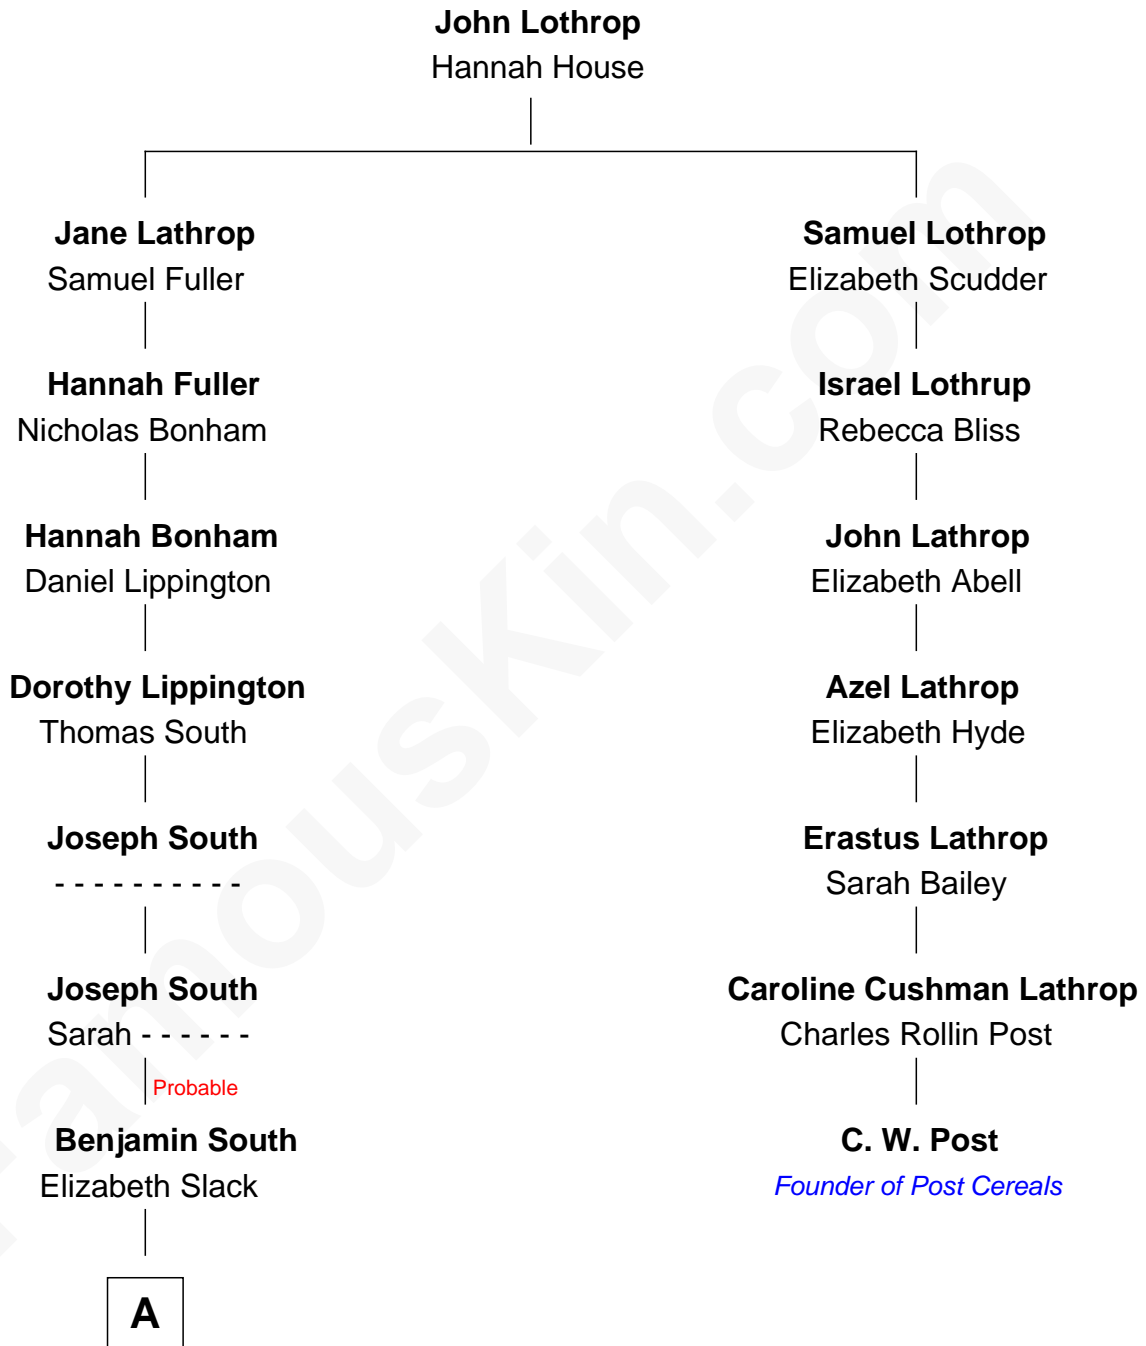 John Lothrop
Hannah House
Jane Lathrop
Samuel Fuller
Samuel Lothrop
Elizabeth Scudder
Hannah Fuller
Nicholas Bonham
Israel Lothrup
Rebecca Bliss
Hannah Bonham
Daniel Lippington
John Lathrop
Elizabeth Abell
Dorothy Lippington
Thomas South
Azel Lathrop
Elizabeth Hyde
Joseph South
- - - - - - - - - -
Erastus Lathrop
Sarah Bailey
Joseph South
Sarah - - - - - -
Caroline Cushman Lathrop
Charles Rollin Post
Probable
Benjamin South
Elizabeth Slack
C. W. Post
Founder of Post Cereals
A
FamousKin.com